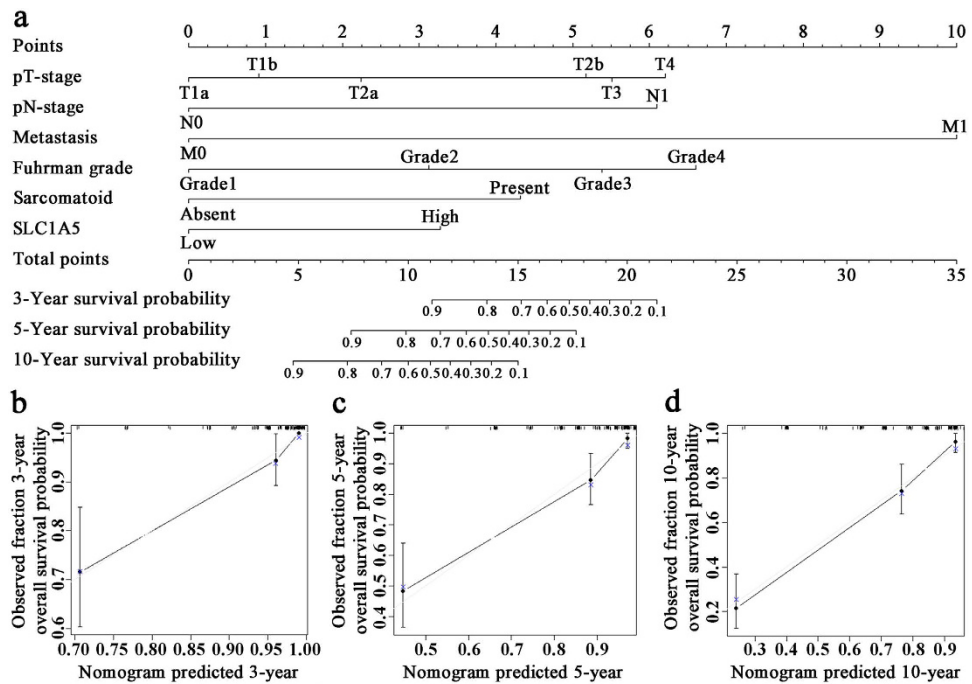 a
Points 0 1 2 3 4 5 6 7 8 9 10
T1b T2b T4
pT-stage
T1a T2a T3 N1
pN-stage
N0 M1
Metastasis
M0 Grade2 Grade4
Fuhrman grade
Grade1 Present Grade3
Sarcomatoid
Absent High
SLC1A5
Low
Total points 0 5 10 15 20 25 30 35
3-Year survival probability
0.9 0.8 0.7 0.6 0.5 0.4 0.3 0.2 0.1
5-Year survival probability
0.9 0.8 0.7 0.6 0.5 0.4 0.3 0.2 0.1
10-Year survival probability
0.9 0.8 0.7 0.6 0.5 0.4 0.3 0.2 0.1
b
Observed fraction 3-year
overall survival probability
1.0
0.9
0.8
0.7
0.6
0.70 0.75 0.80 0.85 0.90 0.95 1.00
Nomogram predicted 3-year
c
Observed fraction 5-year
overall survival probability
1.0
0.9
0.8
0.7
0.6
0.5
0.4
0.5 0.6 0.7 0.8 0.9
Nomogram predicted 5-year
d
Observed fraction 10-year
overall survival probability
1.0
0.8
0.6
0.4
0.2
0.3 0.4 0.5 0.6 0.7 0.8 0.9
Nomogram predicted 10-year